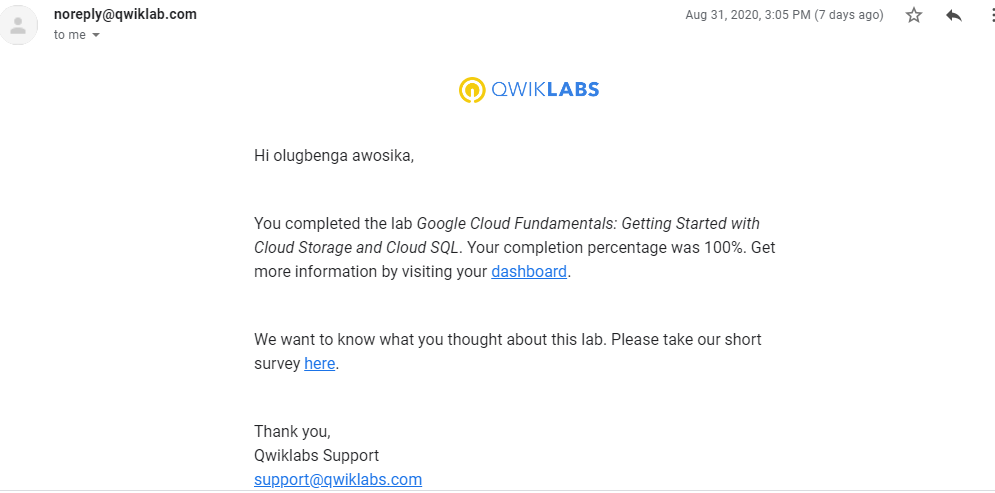 noreply@qwiklab.com
Aug 31, 2020, 3:05 PM (7 days ago)
to me
QWIKLABS
Hi olugbenga awosika,
You completed the lab Google Cloud Fundamentals: Getting Started with
Cloud Storage and Cloud SQL. Your completion percentage was 100%. Get
more information by visiting your dashboard.
We want to know what you thought about this lab. Please take our short
survey here.
Thank you,
Qwiklabs Support
support@qwiklabs.com